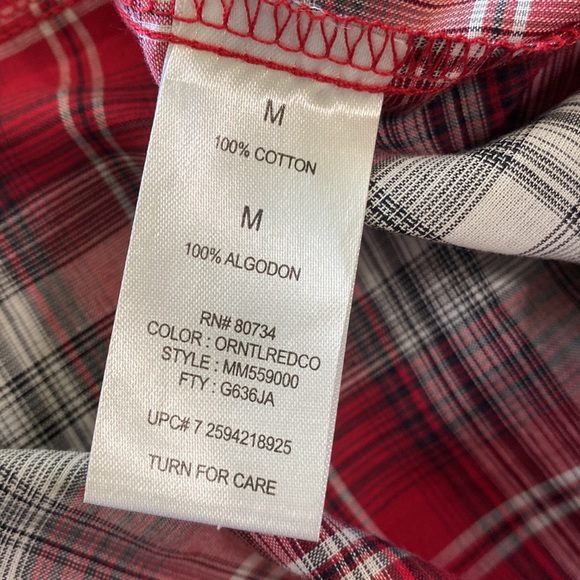 M
100% COTTON
M
100% ALGODON
RN# 80734
COLOR : ORNTLREDCO
STYLE : MM559000
FTY : G636JA
UPC# 7 2594218925
TURN FOR CARE